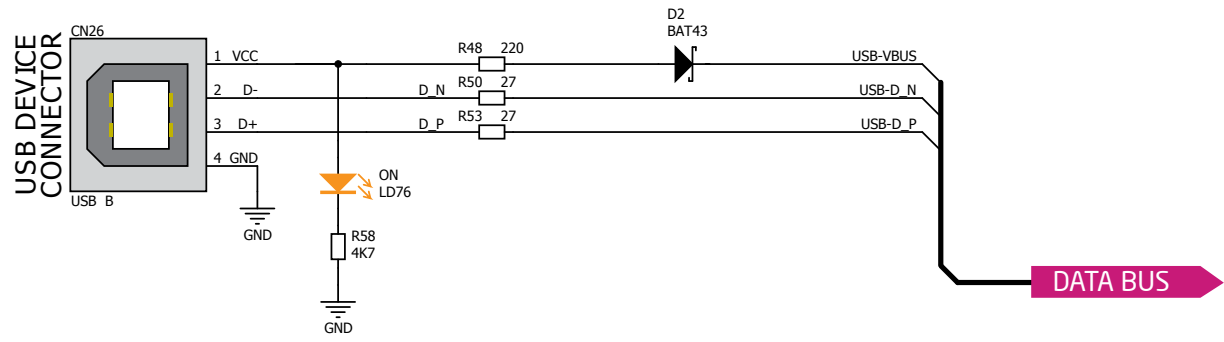 USB DEVICE
CONNECTOR
CN26
1 VCC
2 D-
3 D+
4 GND
USB B
GND
ON
LD76
R58
4K7
GND
R48 220
D_N R50 27
D_P R53 27
D2
BAT43
USB-VBUS
USB-D_N
USB-D_P
DATA BUS